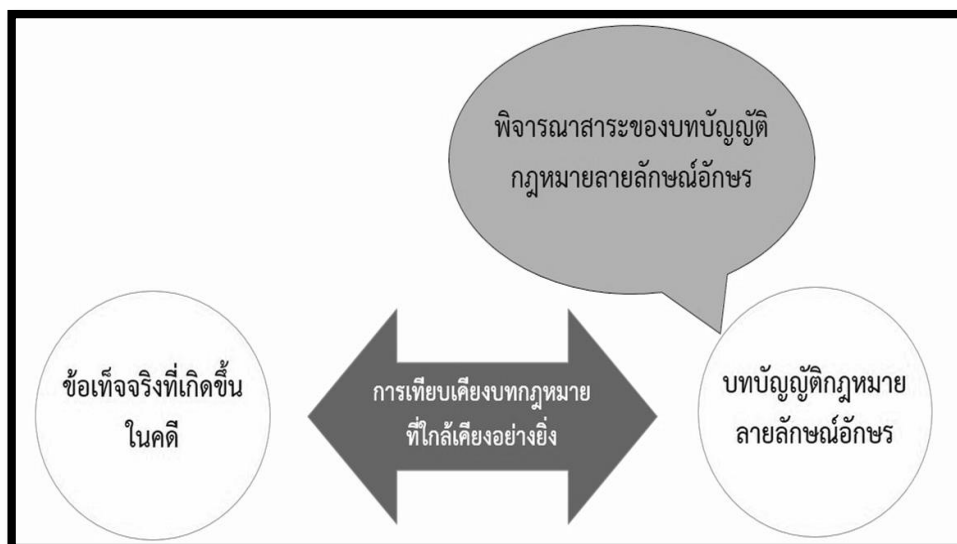 พิจารณาสาระของบทบัญญัติ
กฎหมายลายลักษณ์อักษร
ข้อเท็จจริงที่เกิดขึ้น
ในคดี
การเทียบเคียงบทกฎหมาย
ที่ใกล้เคียงอย่างยิ่ง
บทบัญญัติกฎหมาย
ลายลักษณ์อักษร